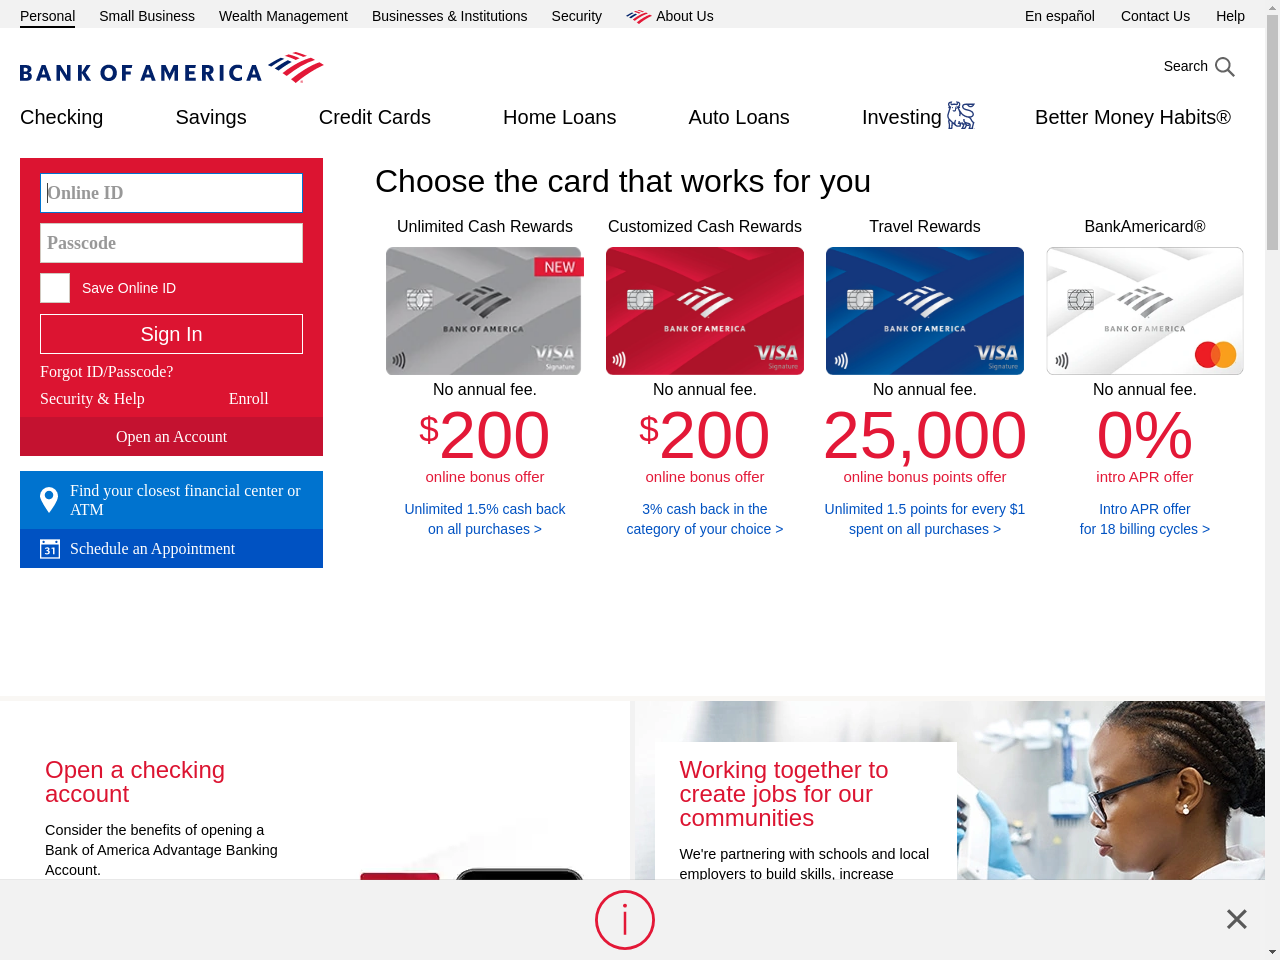 Personal Small Business Wealth Management Businesses & Institutions Security About Us En español Contact Us Help
BANK OF AMERICA
Search
Checking Savings Credit Cards Home Loans Auto Loans Investing Better Money Habits®
Online ID
Passcode
Save Online ID
Sign In
Forgot ID/Passcode?
Security & Help Enroll
Open an Account
Find your closest financial center or
ATM
31 Schedule an Appointment
Choose the card that works for you
Unlimited Cash Rewards
NEW
BANK OF AMERICA
VISA
Signature
No annual fee.
$200
online bonus offer
Unlimited 1.5% cash back
on all purchases >
Customized Cash Rewards
BANK OF AMERICA
VISA
Signature
No annual fee.
$200
online bonus offer
3% cash back in the
category of your choice >
Travel Rewards
BANK OF AMERICA
VISA
Signature
No annual fee.
25,000
online bonus points offer
Unlimited 1.5 points for every $1
spent on all purchases >
BankAmericard®
BANK OF AMERICA
No annual fee.
0%
intro APR offer
Intro APR offer
for 18 billing cycles >
Open a checking
account
Consider the benefits of opening a
Bank of America Advantage Banking
Account.
Working together to
create jobs for our
communities
We're partnering with schools and local
employers to build skills, increase